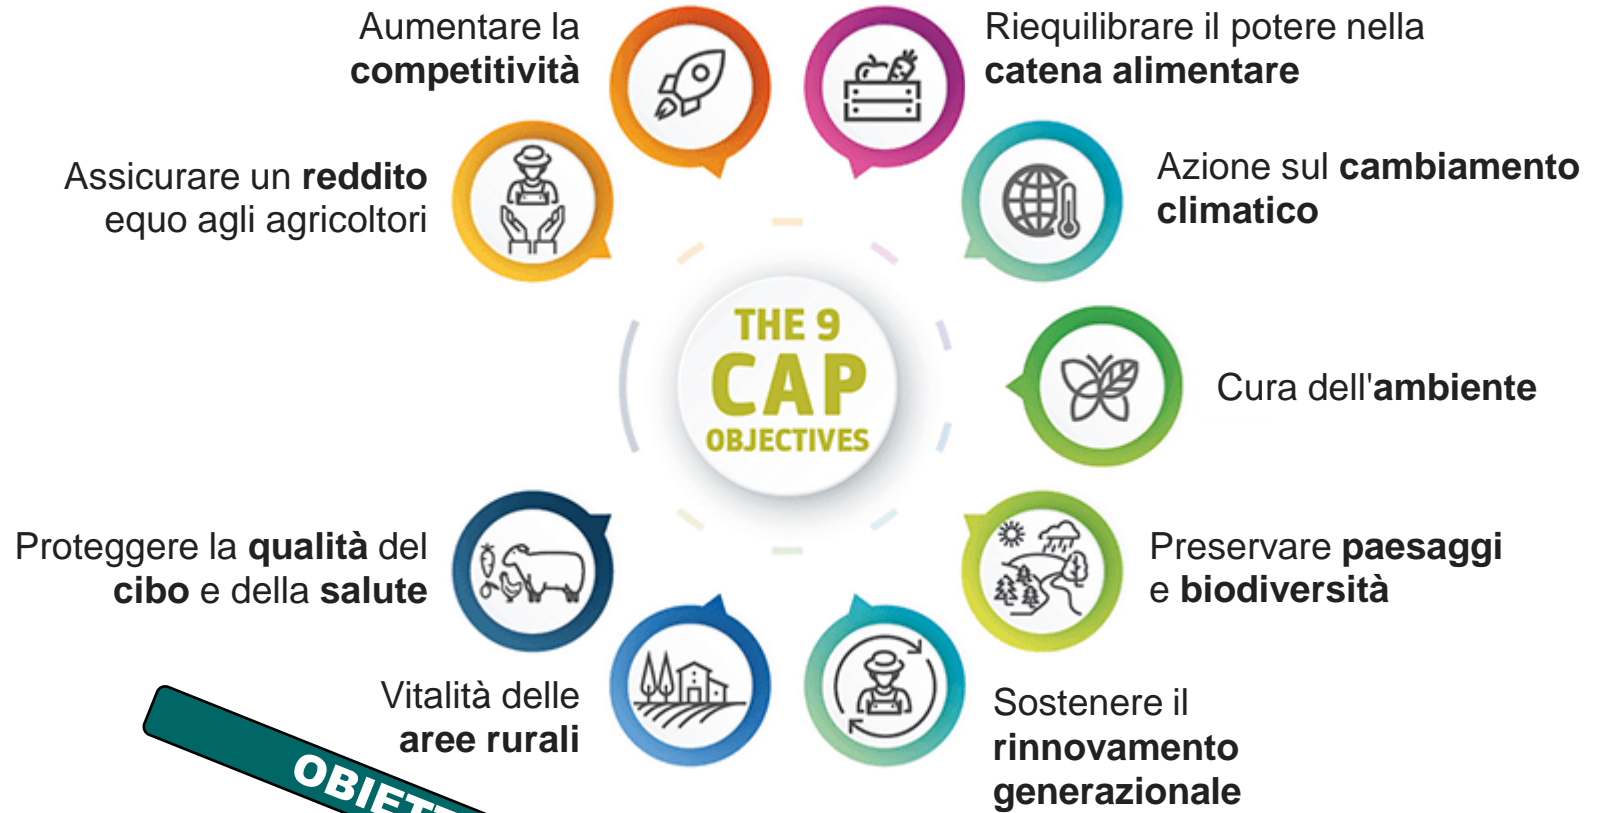 Aumentare la
competitività
Riequilibrare il potere nella
catena alimentare
Assicurare un reddito
equo agli agricoltori
Azione sul cambiamento
climatico
THE 9
CAP
OBJECTIVES
Cura dell'ambiente
Proteggere la qualità del
cibo e della salute
Preservare paesaggi
e biodiversità
Vitalità delle
aree rurali
Sostenere il
rinnovamento
generazionale